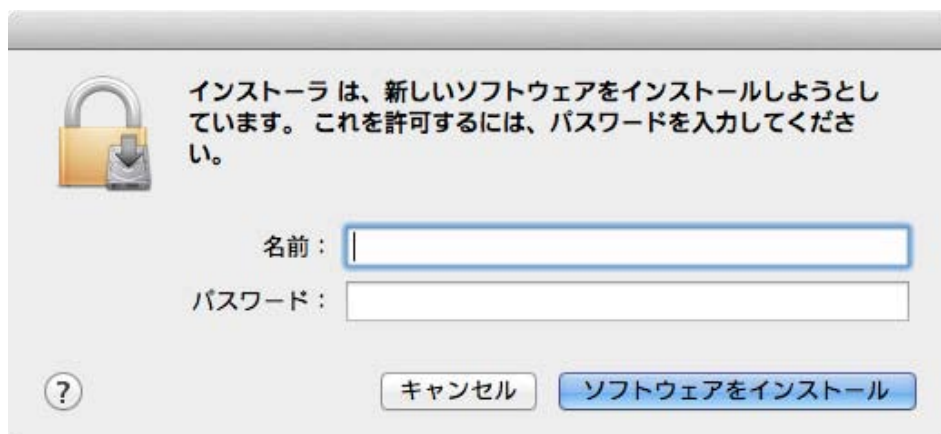 インストーラ は、新しいソフトウェアをインストールしようとし
ています。 これを許可するには、パスワードを入力してくださ
い。
名前：
パスワード：
?
キャンセル
ソフトウェアをインストール